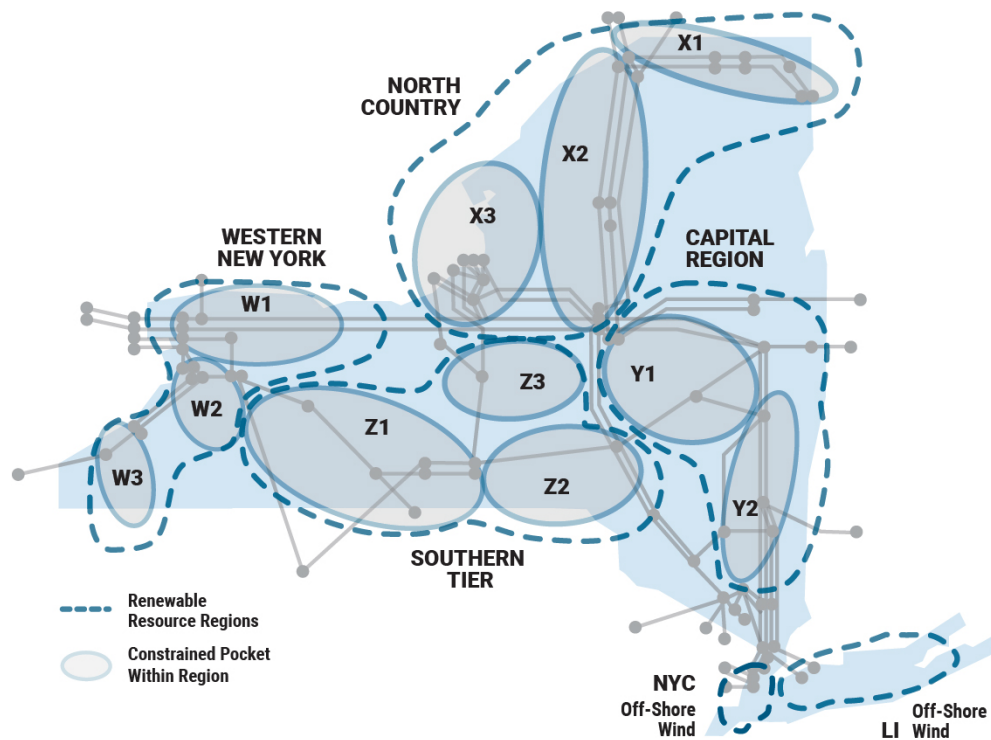 X1
NORTH
COUNTRY
X2
X3
WESTERN
NEW YORK
CAPITAL
REGION
W1
Z3
Y1
W2
Z1
W3
Z2
Y2
SOUTHERN
TIER
Renewable
Resource Regions
Constrained Pocket
Within Region
NYC
Off-Shore
Wind
LI
Off-Shore
Wind